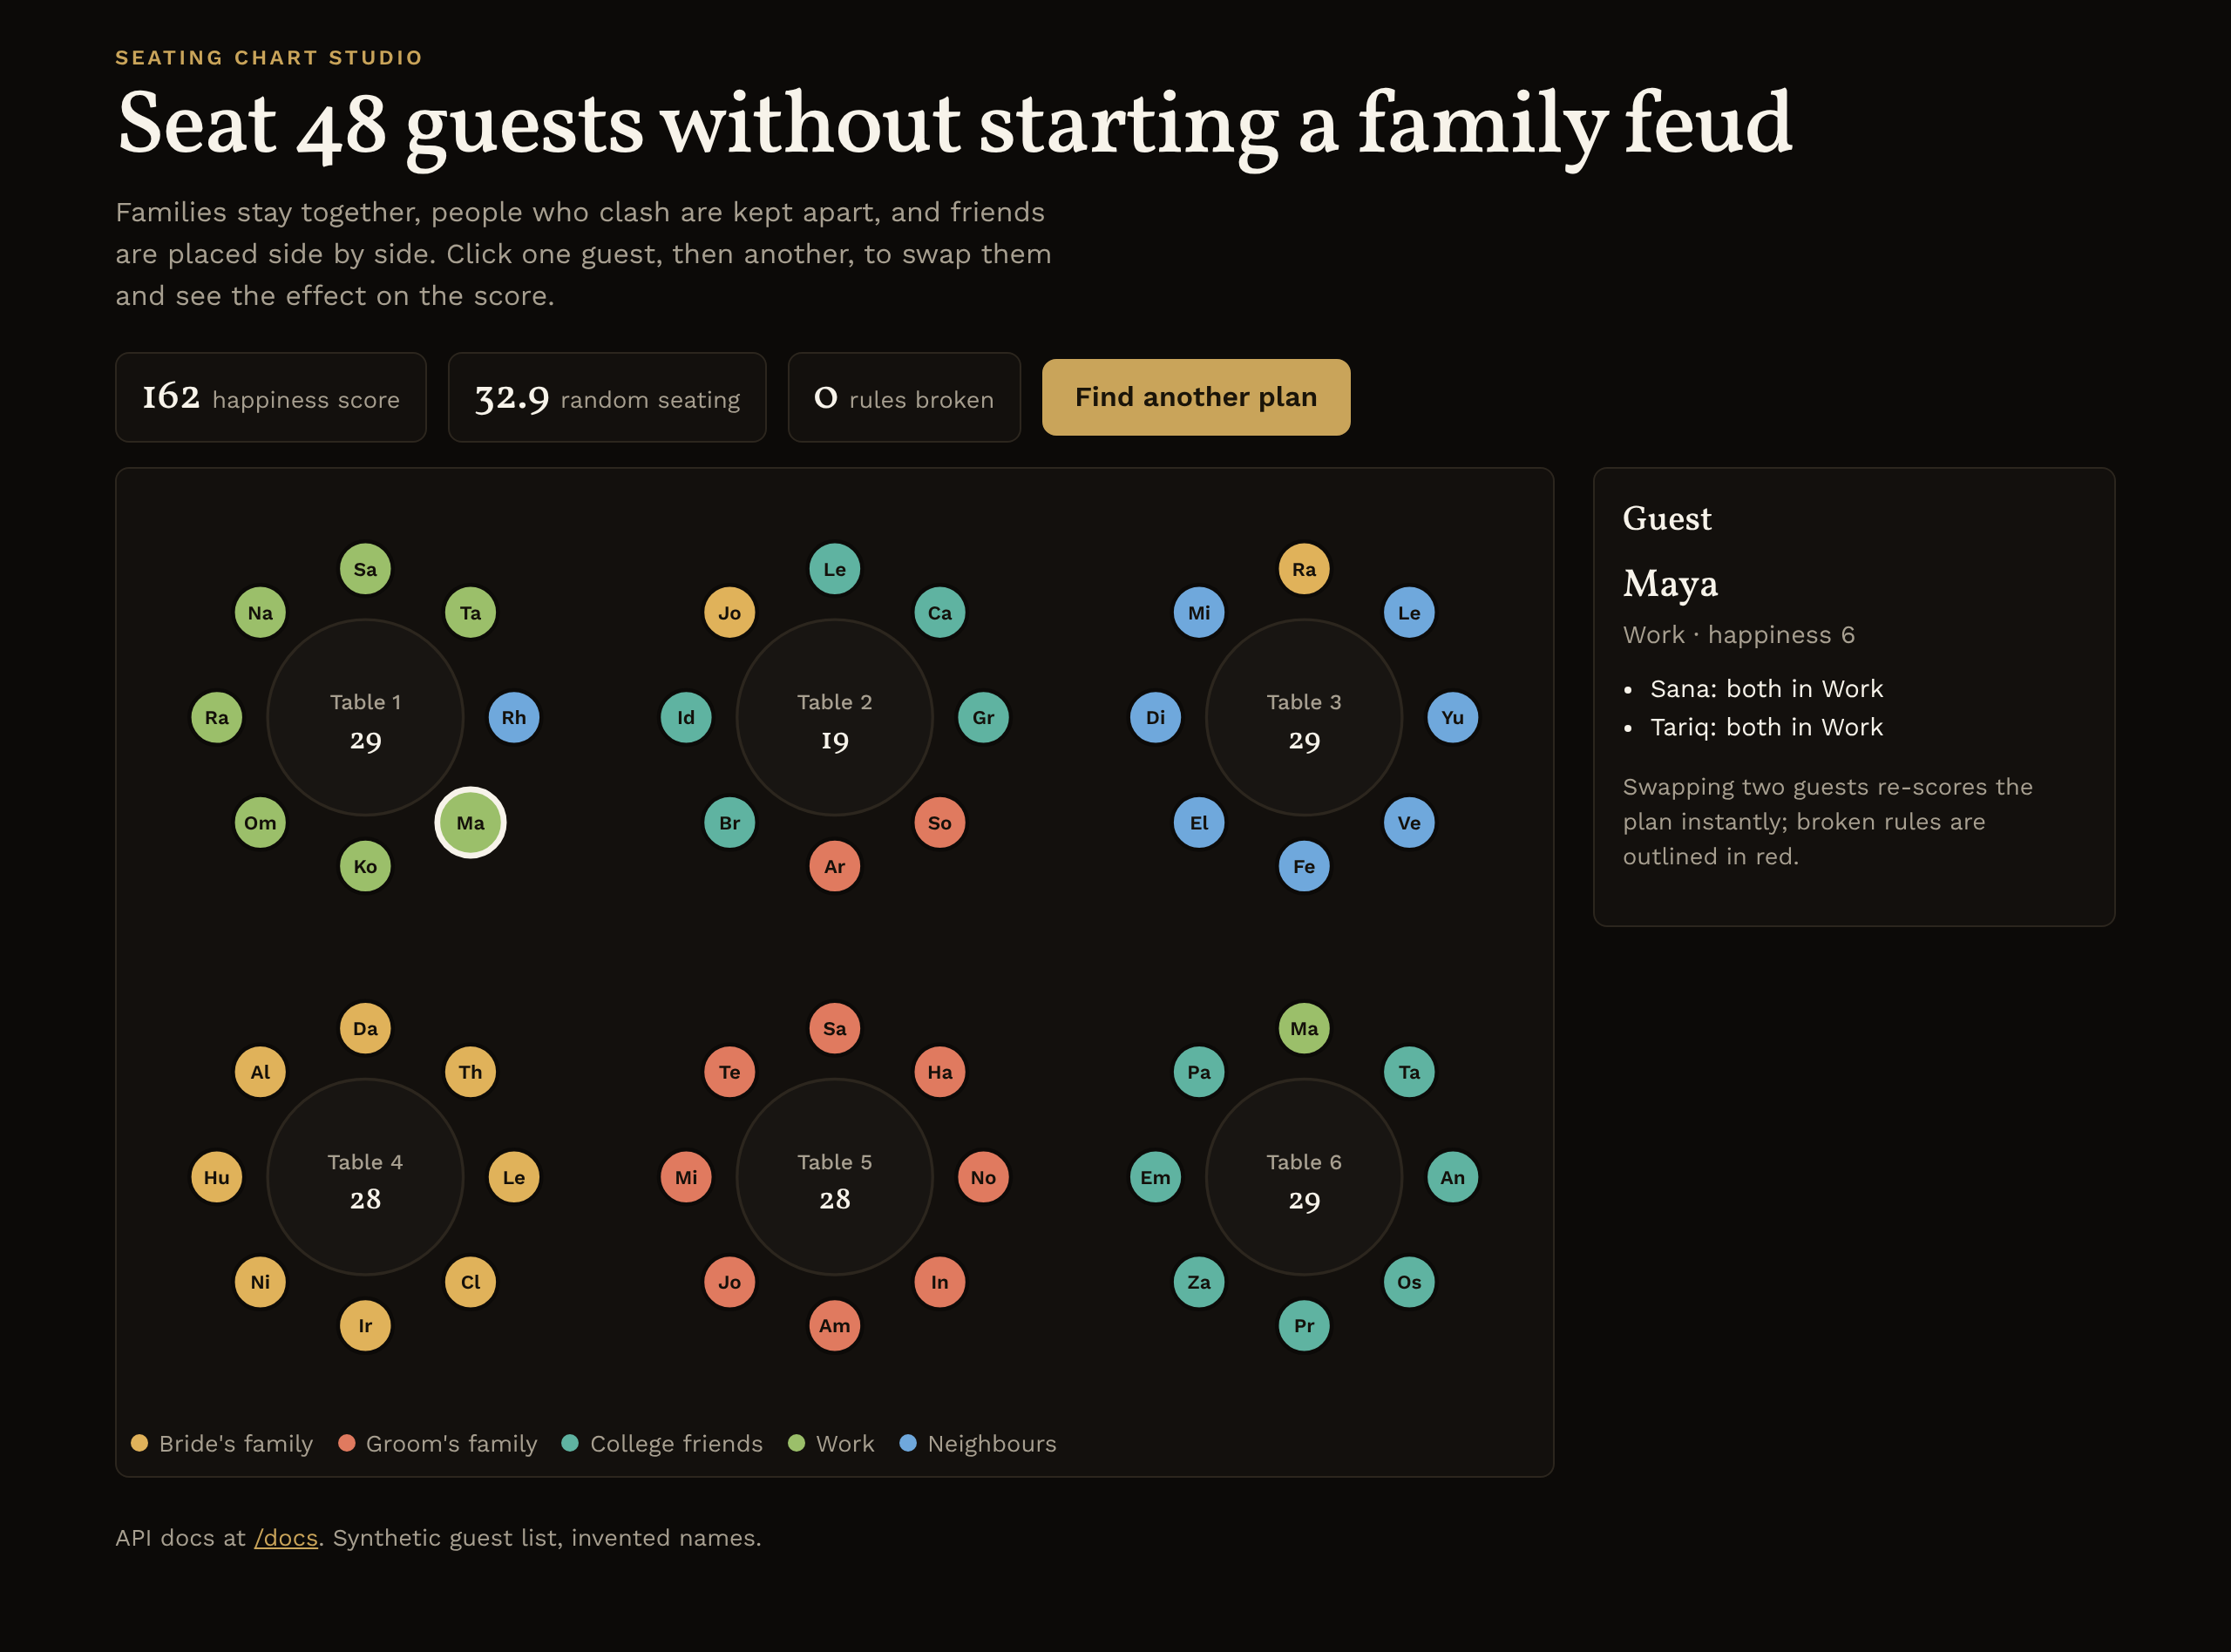 SEATING CHART STUDIO
Seat 48 guests without starting a family feud
Families stay together, people who clash are kept apart, and friends
are placed side by side. Click one guest, then another, to swap them
and see the effect on the score.
162 happiness score
32.9 random seating
0 rules broken
Find another plan
Sa
Na
Ta
Ra
Table 1
29
Rh
Om
Ma
Ko
Le
Jo
Ca
Id
Table 2
19
Gr
Br
So
Ar
Ra
Mi
Le
Di
Table 3
29
Yu
El
Ve
Fe
Da
Al
Th
Hu
Table 4
28
Le
Ni
Cl
Ir
Sa
Te
Ha
Mi
Table 5
28
No
Jo
In
Am
Ma
Pa
Ta
Em
Table 6
29
An
Za
Os
Pr
Bride's family
Groom's family
College friends
Work
Neighbours
Guest
Maya
Work · happiness 6
• Sana: both in Work
• Tariq: both in Work
Swapping two guests re-scores the
plan instantly; broken rules are
outlined in red.
API docs at /docs. Synthetic guest list, invented names.